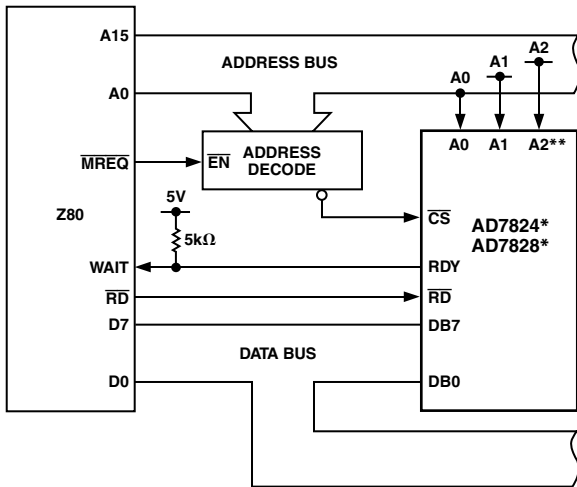 A15
ADDRESS BUS
A2
A1
A0
A0
MREQ
EN
ADDRESS
DECODE
A0 A1 A2**
5V
Z80
5kΩ
CS
AD7824*
AD7828*
WAIT
RDY
RD
RD
D7
DB7
DATA BUS
D0
DB0